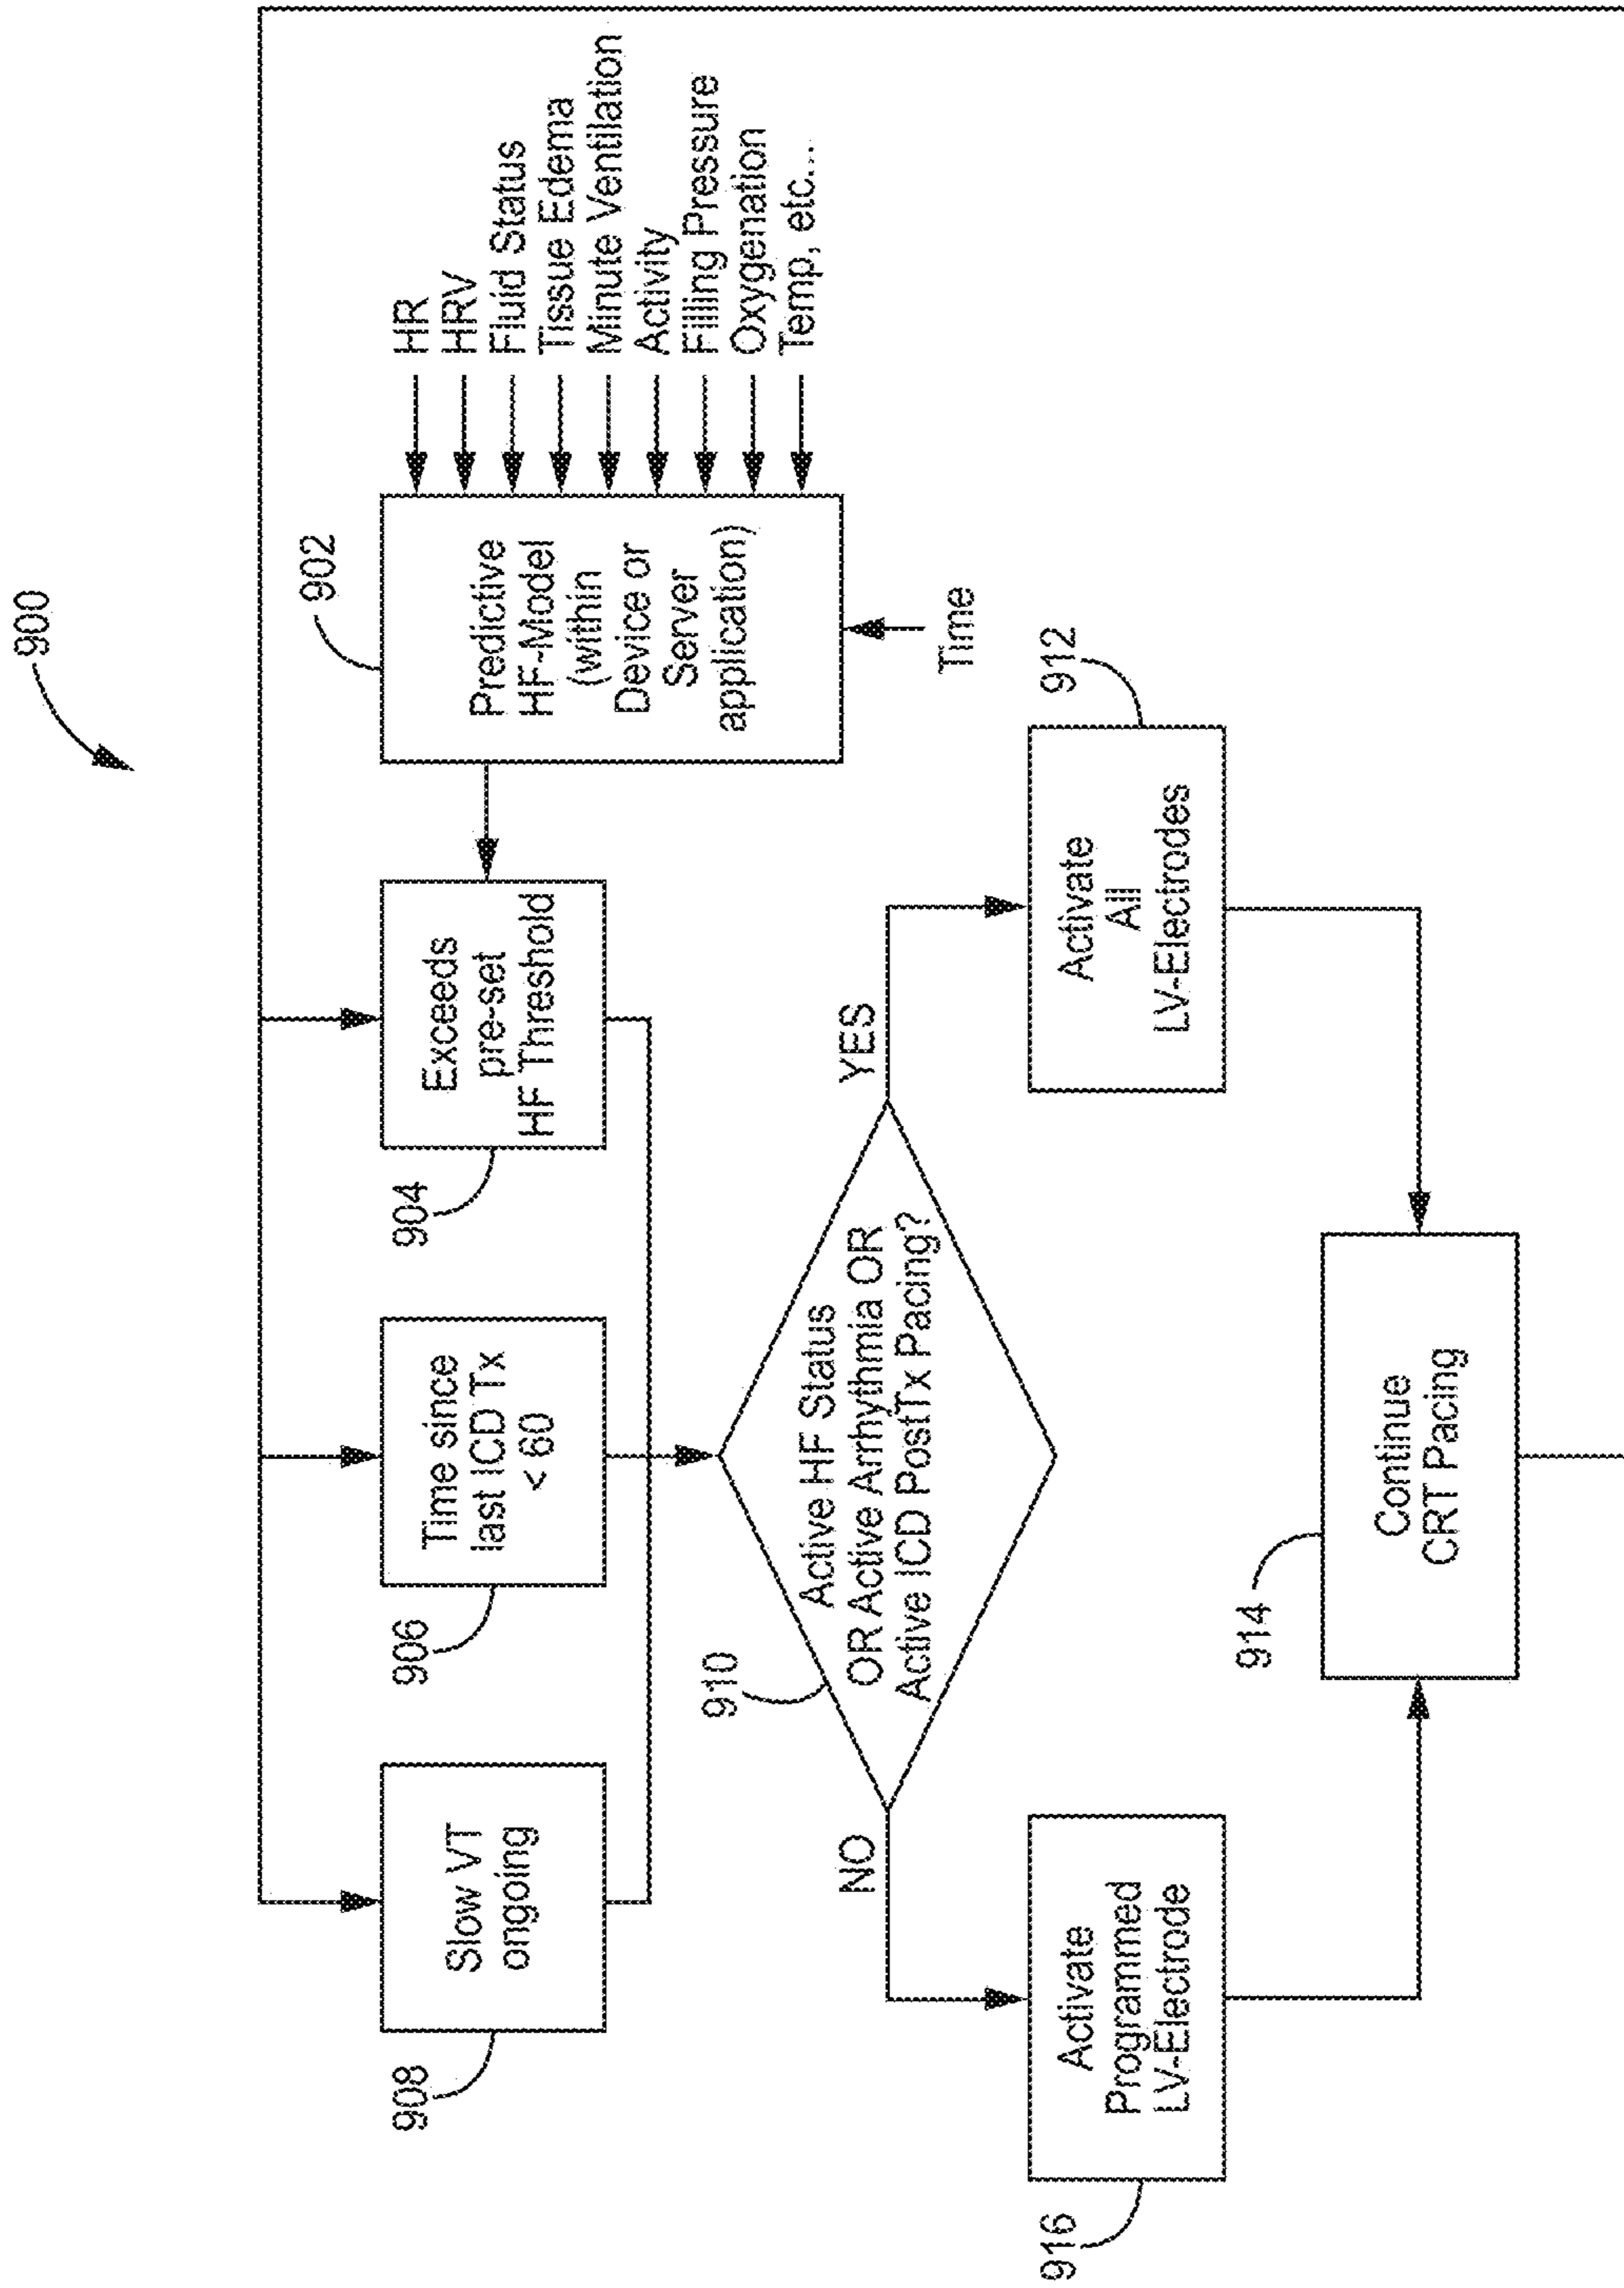 900
902
Predictive
HF-Model
(within
Device or
Server
application)
HR
HRV
Fluid Status
Tissue Edema
Minute Ventilation
Activity
Filling Pressure
Oxygenation
Temp, etc...
Time
908
Slow VT
ongoing
906
Time since
last ICD Tx
< 60
904
Exceeds
pre-set
HF Threshold
910
Active HF Status
OR Active Arrhythmia OR
Active ICD PostTx Pacing?
NO
YES
916
Activate
Programmed
LV-Electrode
912
Activate
All
LV-Electrodes
914
Continue
CRT Pacing